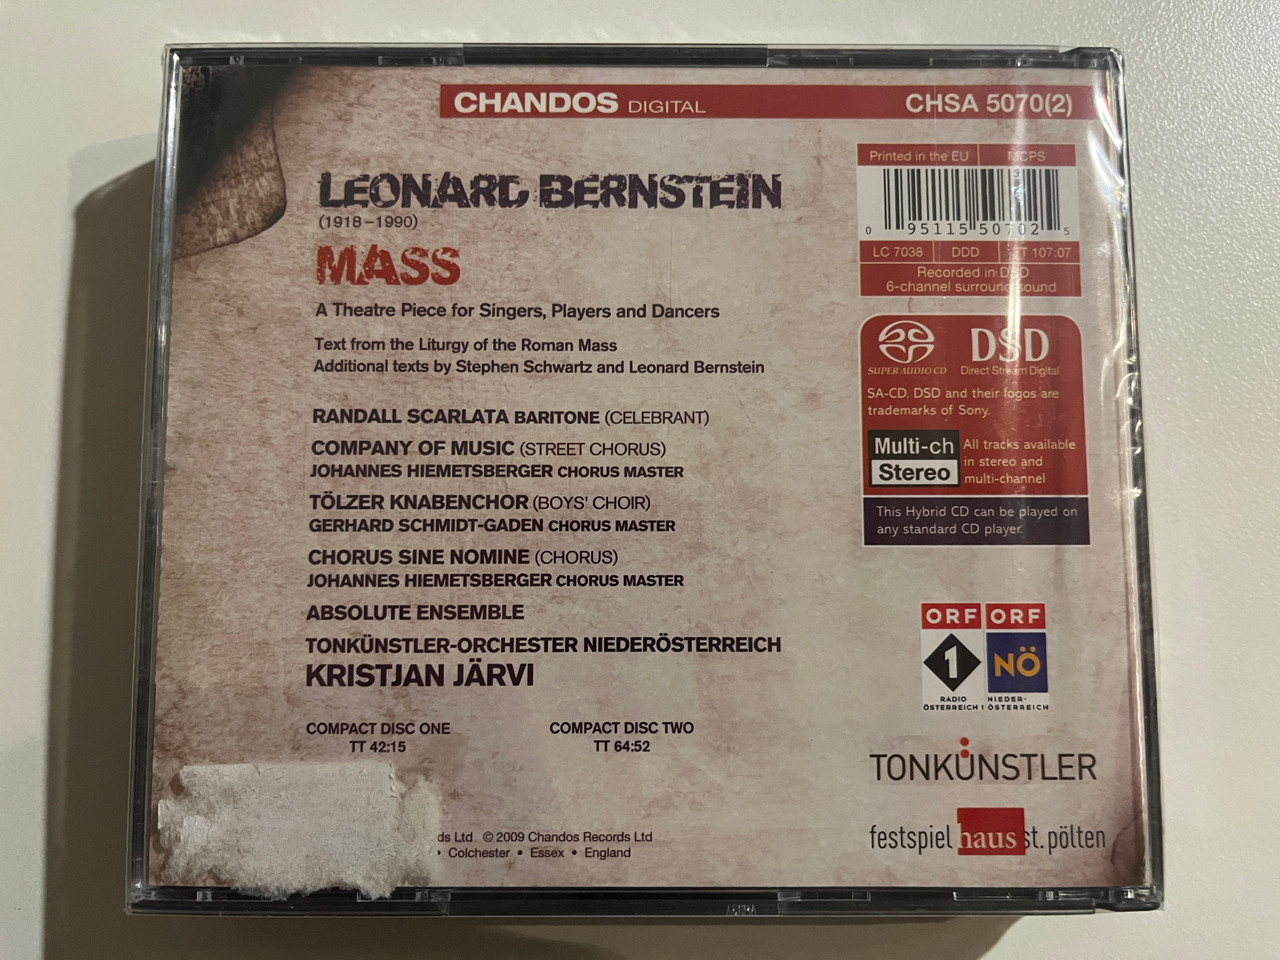 CHANDOS DIGITAL CHSA 5070(2)
LEONARD BERNSTEIN
(1918–1990)
MASS
A Theatre Piece for Singers, Players and Dancers
Text from the Liturgy of the Roman Mass
Additional texts by Stephen Schwartz and Leonard Bernstein
RANDALL SCARLATA BARITONE (CELEBRANT)
COMPANY OF MUSIC (STREET CHORUS)
JOHANNES HIEMETSBERGER CHORUS MASTER
TÖLZER KNABENCHOR (BOYS' CHOIR)
GERHARD SCHMIDT-GADEN CHORUS MASTER
CHORUS SINE NOMINE (CHORUS)
JOHANNES HIEMETSBERGER CHORUS MASTER
ABSOLUTE ENSEMBLE
TONKÜNSTLER-ORCHESTER NIEDERÖSTERREICH
KRISTJAN JÄRVI
COMPACT DISC ONE
TT 42:15
COMPACT DISC TWO
TT 64:52
ds Ltd © 2009 Chandos Records Ltd
• Colchester • Essex • England
Printed in the EU MCPS
0 95115 50702 5
LC 7038 DDD TT 107:07
Recorded in DSD
6-channel surround sound
SUPER AUDIO CD
DSD
Direct Stream Digital
SA-CD, DSD and their logos are
trademarks of Sony.
Multi-ch
Stereo
All tracks available
in stereo and
multi-channel
This Hybrid CD can be played on
any standard CD player.
ORF ORF
1 NÖ
RADIO
ÖSTERREICH 1
NIEDER-
ÖSTERREICH
TONKÜNSTLER
festspielhaus st. pölten